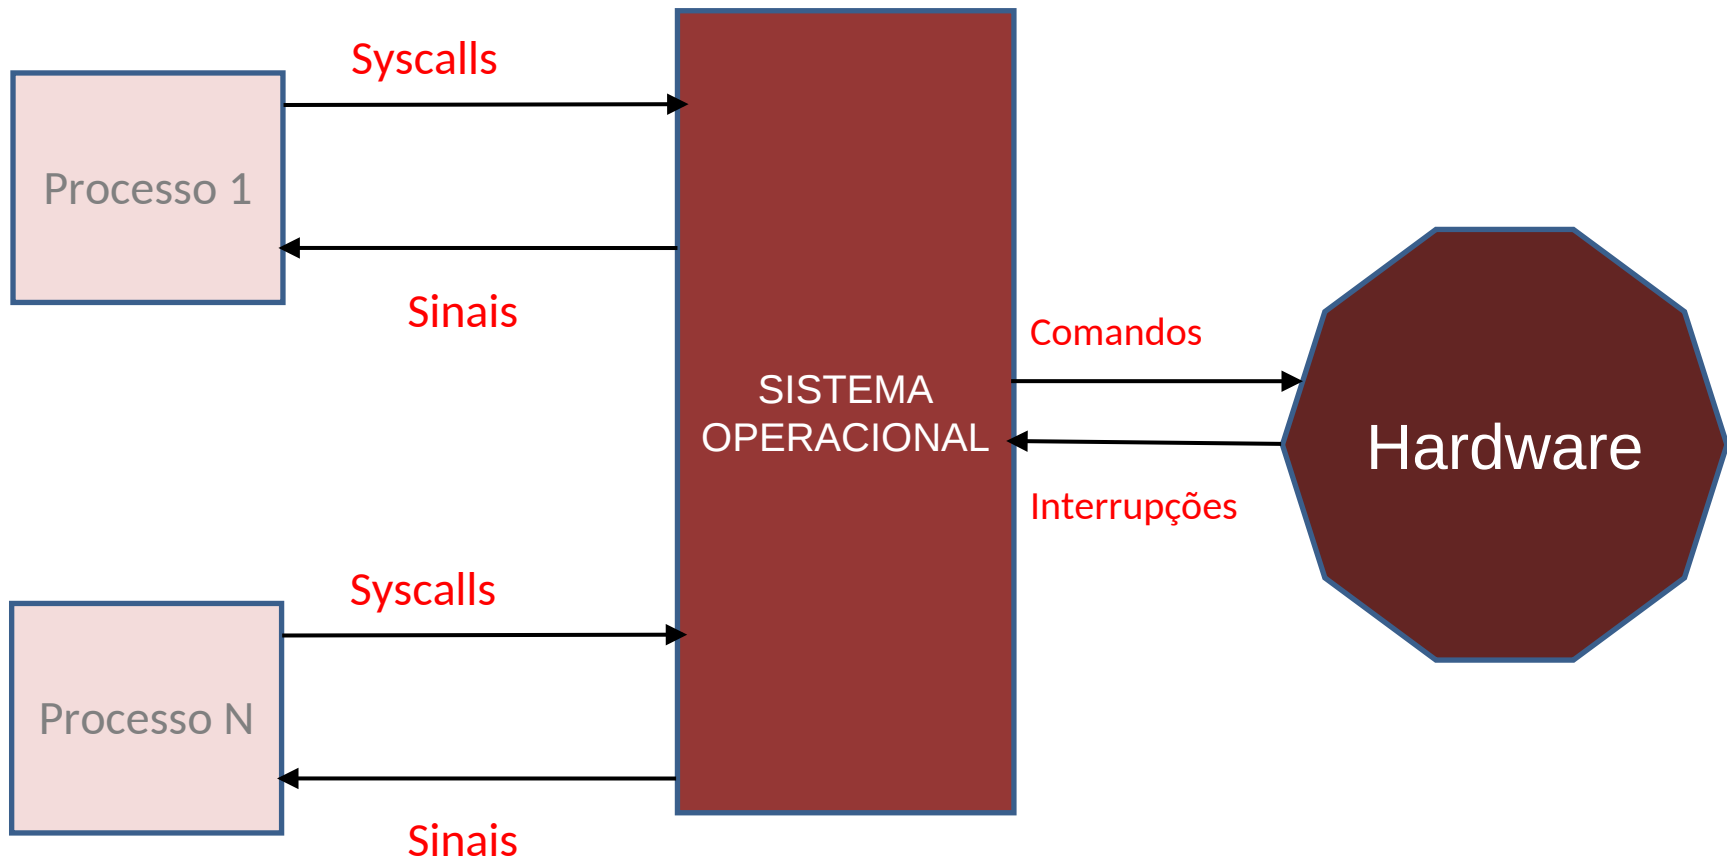 Syscalls
Processo 1
Sinais
SISTEMA
OPERACIONAL
Comandos
Hardware
Interrupções
Syscalls
Processo N
Sinais